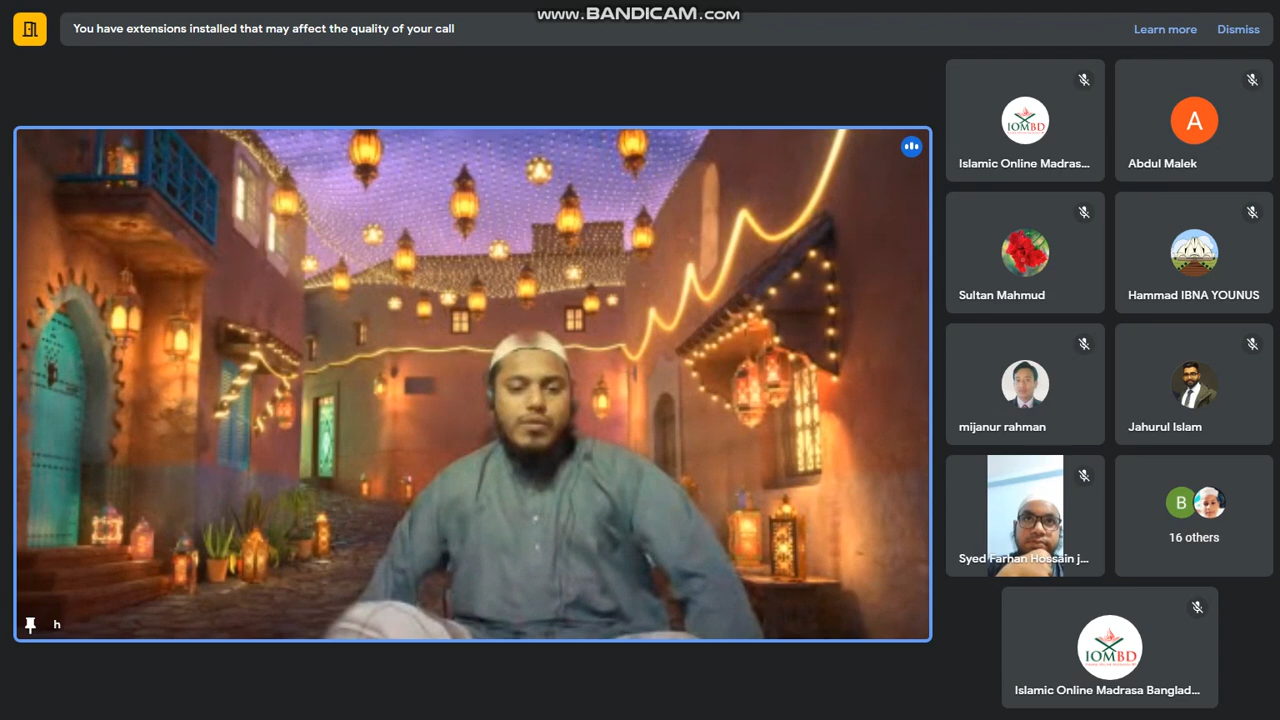 www.BANDICAM.com
You have extensions installed that may affect the quality of your call
Learn more
Dismiss
IOMBD
Islamic Online Madras...
A
Abdul Malek
Sultan Mahmud
Hammad IBNA YOUNUS
mijanur rahman
Jahurul Islam
Syed Farhan Hossain j...
B
16 others
h
IOMBD
Islamic Online Madrasa Banglad...